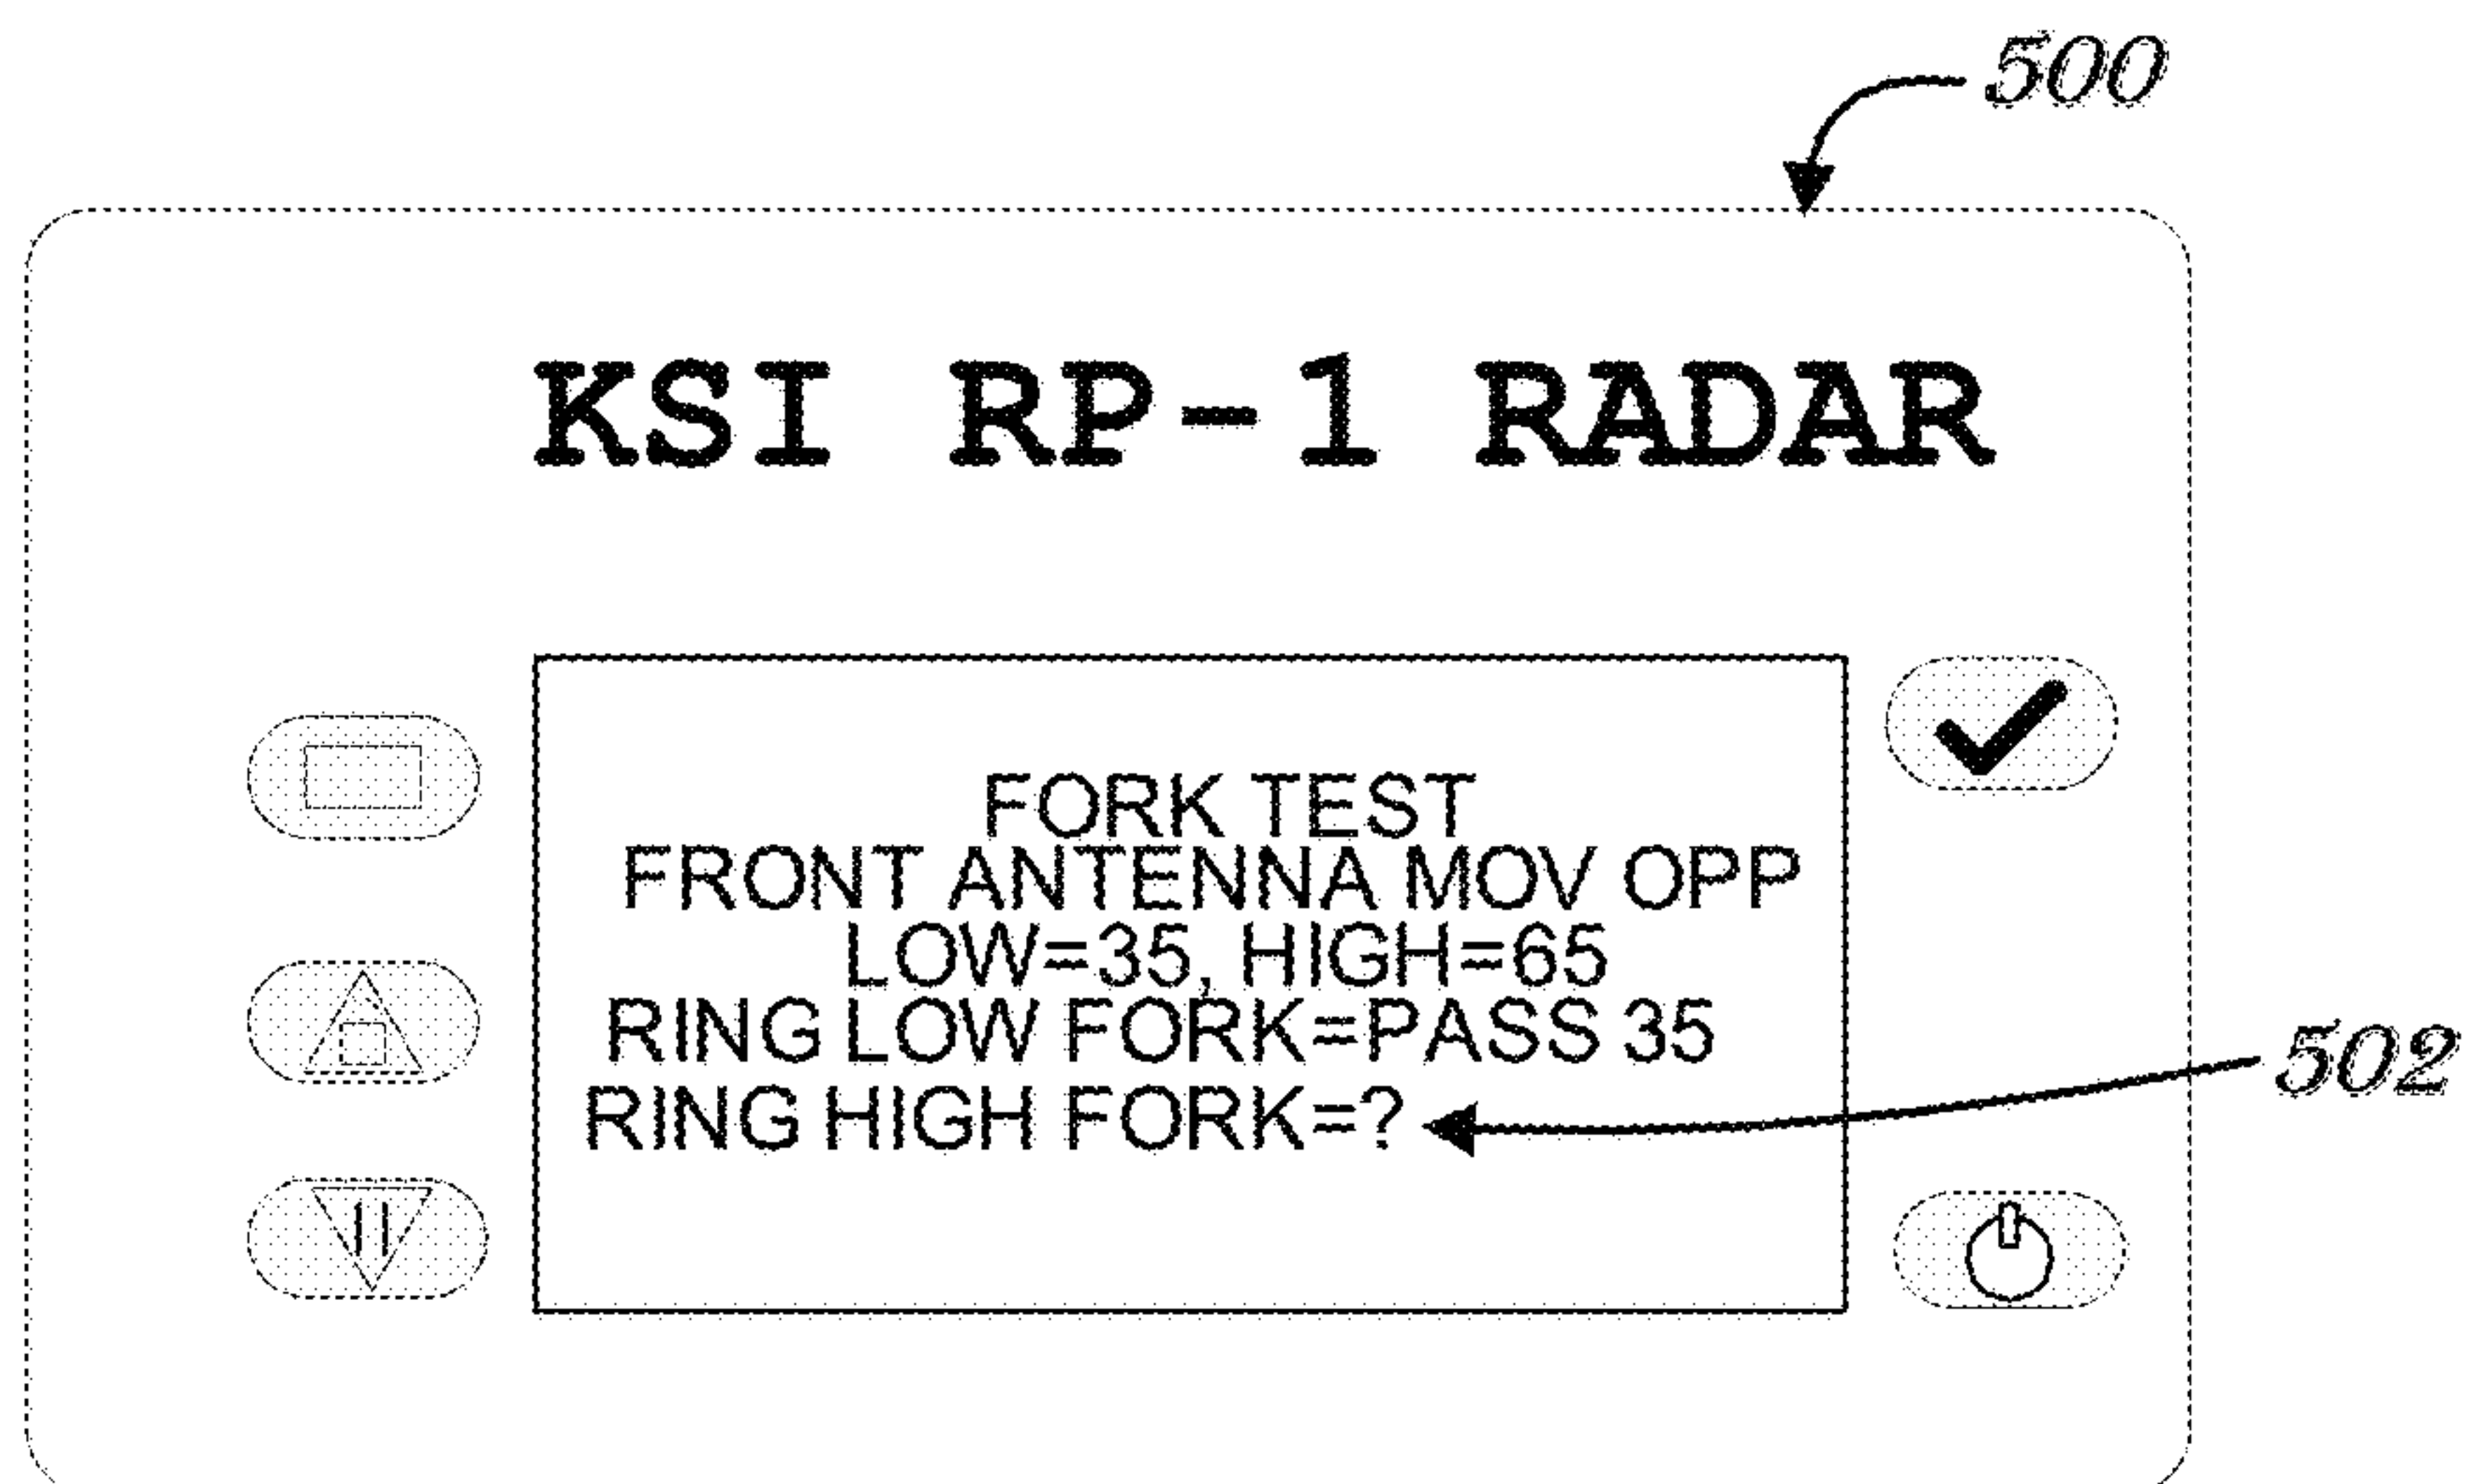 500
KSI RP-1 RADAR
FORK TEST
FRONT ANTENNA MOV OPP
LOW=35, HIGH=65
RING LOW FORK=PASS 35
RING HIGH FORK=?
502